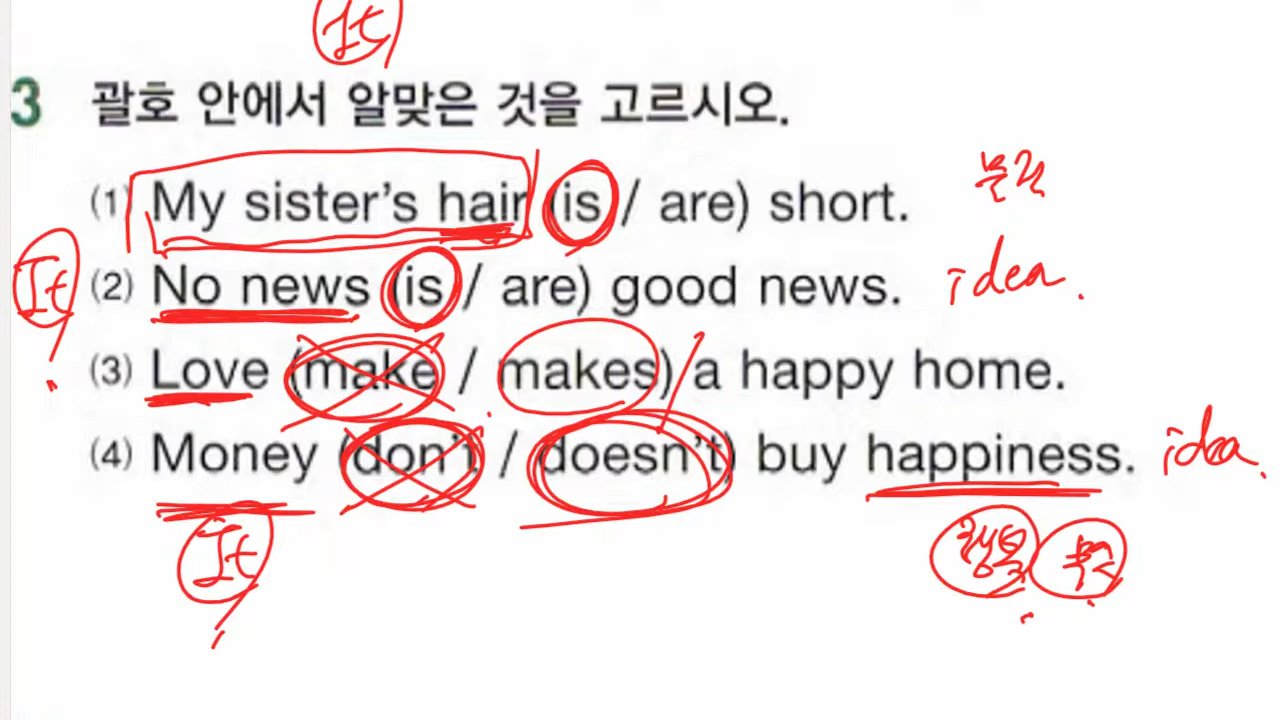 It
3 괄호 안에서 알맞은 것을 고르시오.
(1) My sister's hair (is / are) short.
It (2) No news (is / are) good news. idea.
(3) Love (make / makes) a happy home.
(4) Money (don't / doesn't) buy happiness. idea.
It